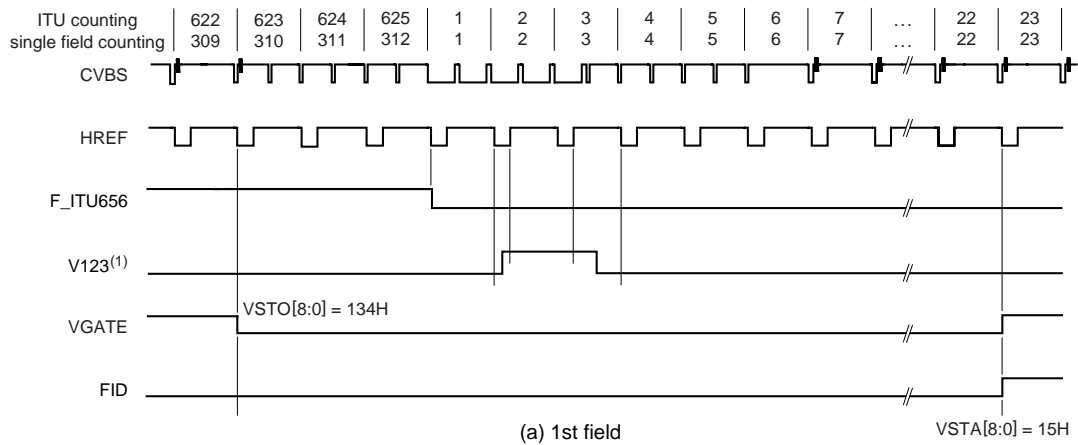 ITU counting 622 623 624 625 1 2 3 4 5 6 7 ... 22 23
single field counting 309 310 311 312 1 2 3 4 5 6 7 ... 22 23
CVBS
HREF
F_ITU656
V123(1)
VSTO[8:0] = 134H
VGATE
FID
(a) 1st field
VSTA[8:0] = 15H